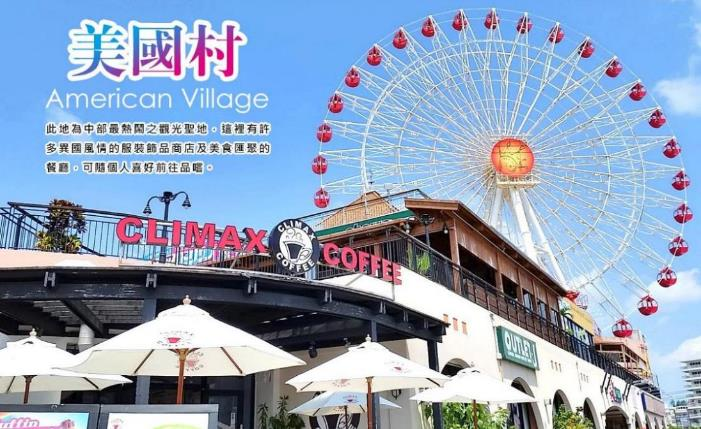 美國村
American Village
此地為中部最熱鬧之觀光聖地，這裡有許
多異國風情的服裝飾品商店及美食匯聚的
餐廳，可隨個人喜好前往品嚐。
CLIMAX
CLIMAX
COFFEE
COFFEE
OUTLET